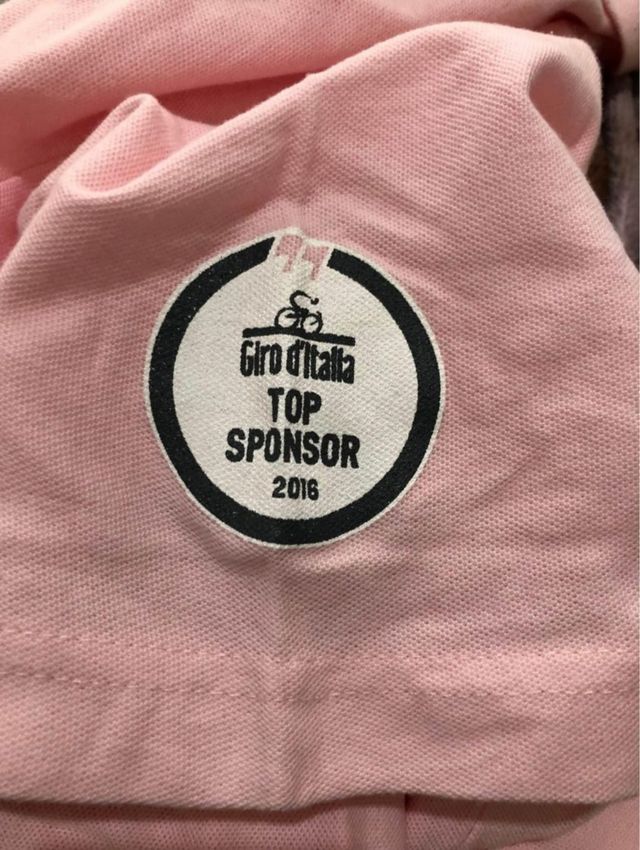 Giro d'Italia
TOP
SPONSOR
2016